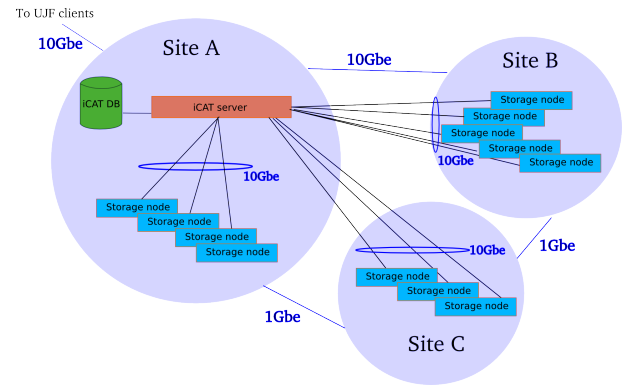 To UJF clients
10Gbe
Site A
10Gbe
Site B
iCAT DB
iCAT server
Storage node
Storage node
Storage node
Storage node
Storage node
10Gbe
10Gbe
Storage node
Storage node
Storage node
Storage node
10Gbe
1Gbe
Storage node
Storage node
Storage node
1Gbe
Site C